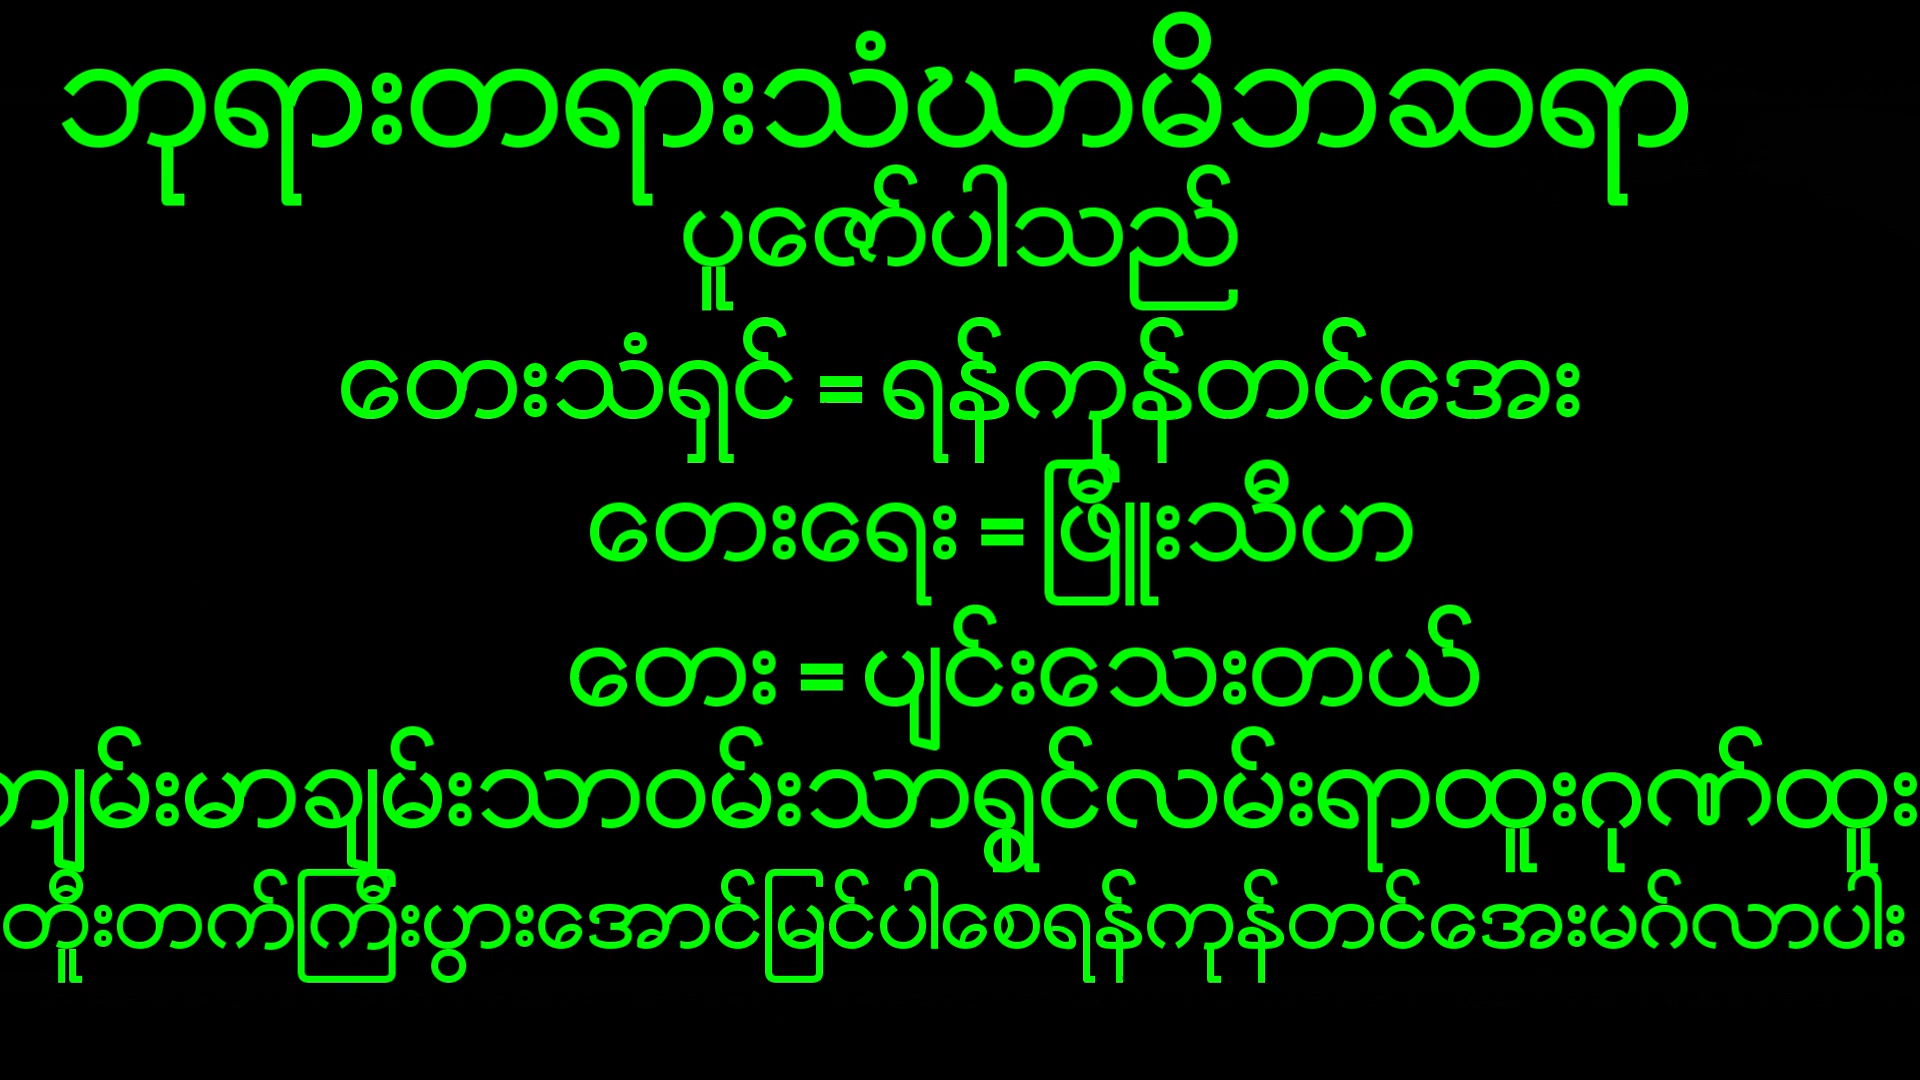 ဘုရားတရားသံဃာမိဘဆရာ
ပူဇော်ပါသည်
တေးသံရှင် = ရန်ကုန်တင်အေး
တေးရေး = ဖြိူးသီဟ
တေး = ပျင်းသေးတယ်
ကျမ်းမာချမ်းသာဝမ်းသာရွှင်လမ်းရာထူးဂုဏ်ထူး
တိူးတက်ကြီးပွားအောင်မြင်ပါစေရန်ကုန်တင်အေးမင်္ဂလာပါး